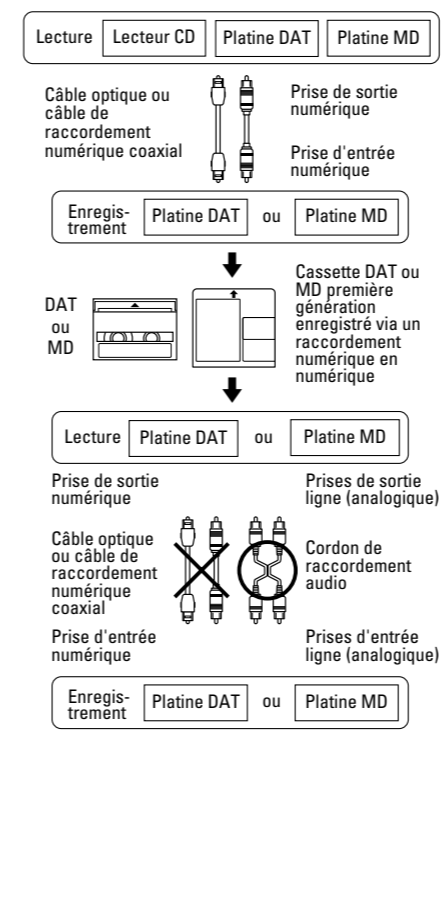 Lecture Lecteur CD Platine DAT Platine MD
Câble optique ou
câble de
raccordement
numérique coaxial
Prise de sortie
numérique
Prise d'entrée
numérique
Enregis-
trement Platine DAT ou Platine MD
DAT
ou
MD
Cassette DAT ou
MD première
génération
enregistré via un
raccordement
numérique en
numérique
Lecture Platine DAT ou Platine MD
Prise de sortie
numérique
Prises de sortie
ligne (analogique)
Câble optique
ou câble de
raccordement
numérique
coaxial
Cordon de
raccordement
audio
Prise d'entrée
numérique
Prises d'entrée
ligne (analogique)
Enregis-
trement Platine DAT ou Platine MD